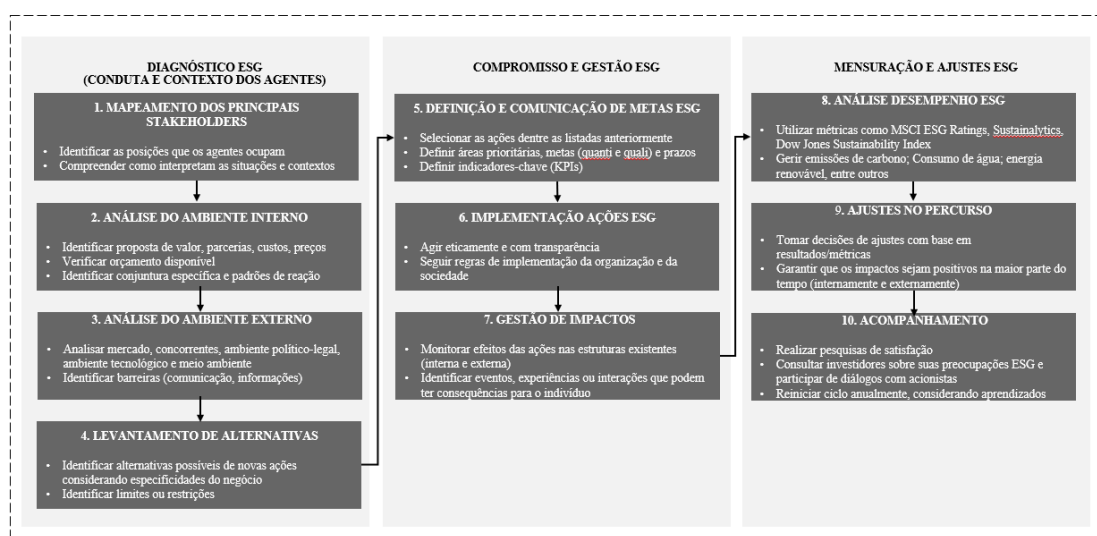 DIAGNÓSTICO ESG
(CONDUTA E CONTEXTO DOS AGENTES)
1. MAPEAMENTO DOS PRINCIPAIS
STAKEHOLDERS
• Identificar as posições que os agentes ocupam
• Compreender como interpretam as situações e contextos
2. ANÁLISE DO AMBIENTE INTERNO
• Identificar proposta de valor, parcerias, custos, preços
• Verificar orçamento disponível
• Identificar conjuntura específica e padrões de reação
3. ANÁLISE DO AMBIENTE EXTERNO
• Analisar mercado, concorrentes, ambiente político-legal,
ambiente tecnológico e meio ambiente
• Identificar barreiras (comunicação, informações)
4. LEVANTAMENTO DE ALTERNATIVAS
• Identificar alternativas possíveis de novas ações
considerando especificidades do negócio
• Identificar limites ou restrições
COMPROMISSO E GESTÃO ESG
5. DEFINIÇÃO E COMUNICAÇÃO DE METAS ESG
• Selecionar as ações dentre as listadas anteriormente
• Definir áreas prioritárias, metas (quanti e quali) e prazos
• Definir indicadores-chave (KPIs)
6. IMPLEMENTAÇÃO AÇÕES ESG
• Agir eticamente e com transparência
• Seguir regras de implementação da organização e da
sociedade
7. GESTÃO DE IMPACTOS
• Monitorar efeitos das ações nas estruturas existentes
(interna e externa)
• Identificar eventos, experiências ou interações que podem
ter consequências para o indivíduo
MENSURAÇÃO E AJUSTES ESG
8. ANÁLISE DESEMPENHO ESG
• Utilizar métricas como MSCI ESG Ratings, Sustainalytics,
Dow Jones Sustainability Index
• Gerir emissões de carbono; Consumo de água; energia
renovável, entre outros
9. AJUSTES NO PERCURSO
• Tomar decisões de ajustes com base em
resultados/métricas
• Garantir que os impactos sejam positivos na maior parte do
tempo (internamente e externamente)
10. ACOMPANHAMENTO
• Realizar pesquisas de satisfação
• Consultar investidores sobre suas preocupações ESG e
participar de diálogos com acionistas
• Reiniciar ciclo anualmente, considerando aprendizados